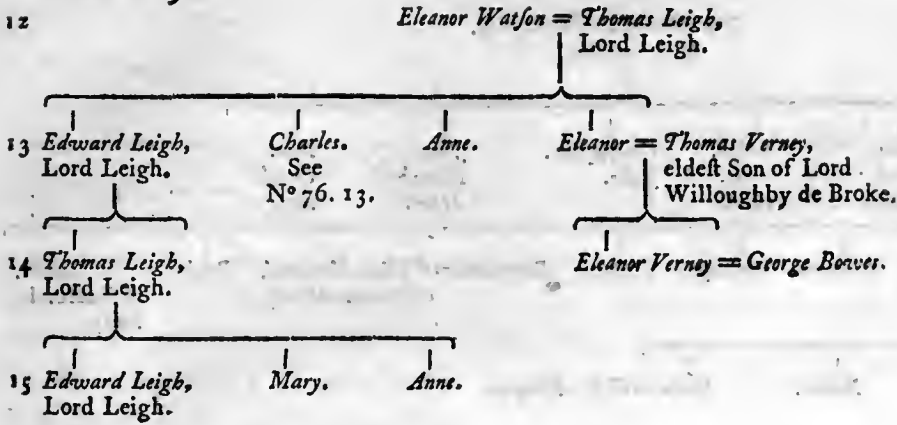 12 Eleanor Watſon = Thomas Leigh,
Lord Leigh.
13 Edward Leigh, Charles. Anne. Eleanor = Thomas Verney,
Lord Leigh. See eldeſt Son of Lord
No 76. 13. Willoughby de Broke.
14 Thomas Leigh, Eleanor Verney = George Bowes.
Lord Leigh.
15 Edward Leigh, Mary. Anne.
Lord Leigh.